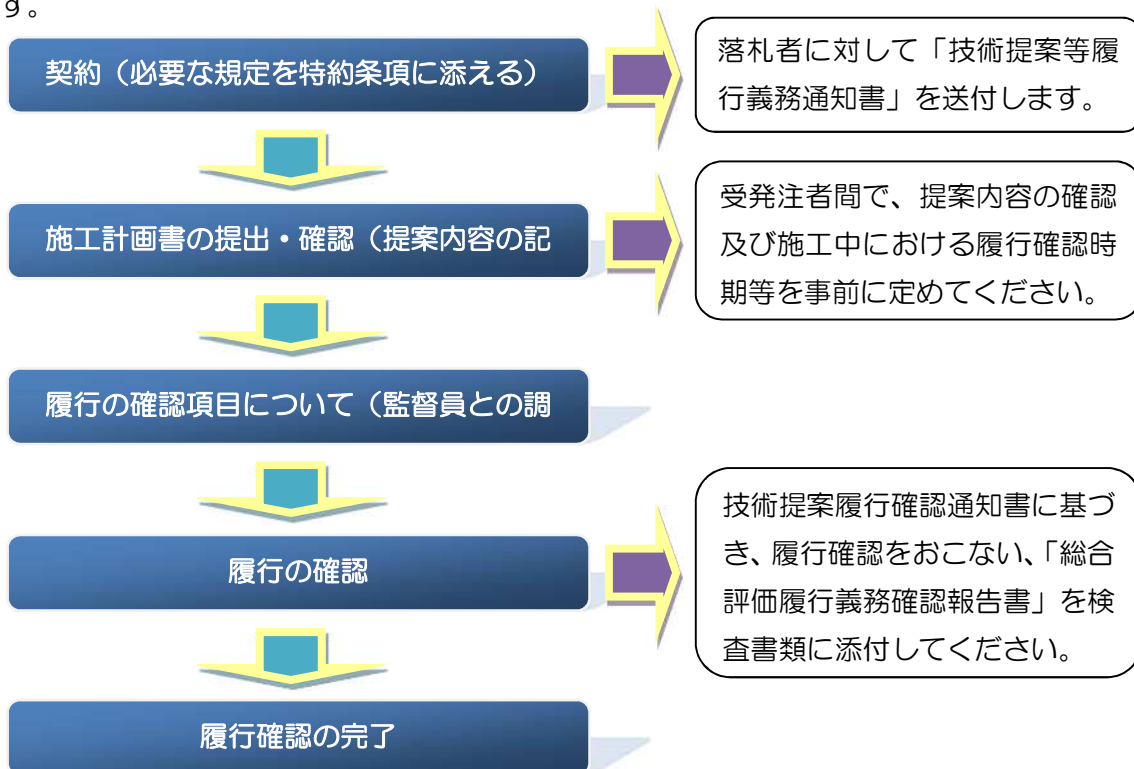 す。
契約（必要な規定を特約条項に添える）
落札者に対して「技術提案等履
行義務通知書」を送付します。
施工計画書の提出・確認（提案内容の記
受発注者間で、提案内容の確認
及び施工中における履行確認時
期等を事前に定めてください。
履行の確認項目について（監督員との調
履行の確認
技術提案履行確認通知書に基づ
き、履行確認をおこない、「総合
評価履行義務確認報告書」を検
査書類に添付してください。
履行確認の完了